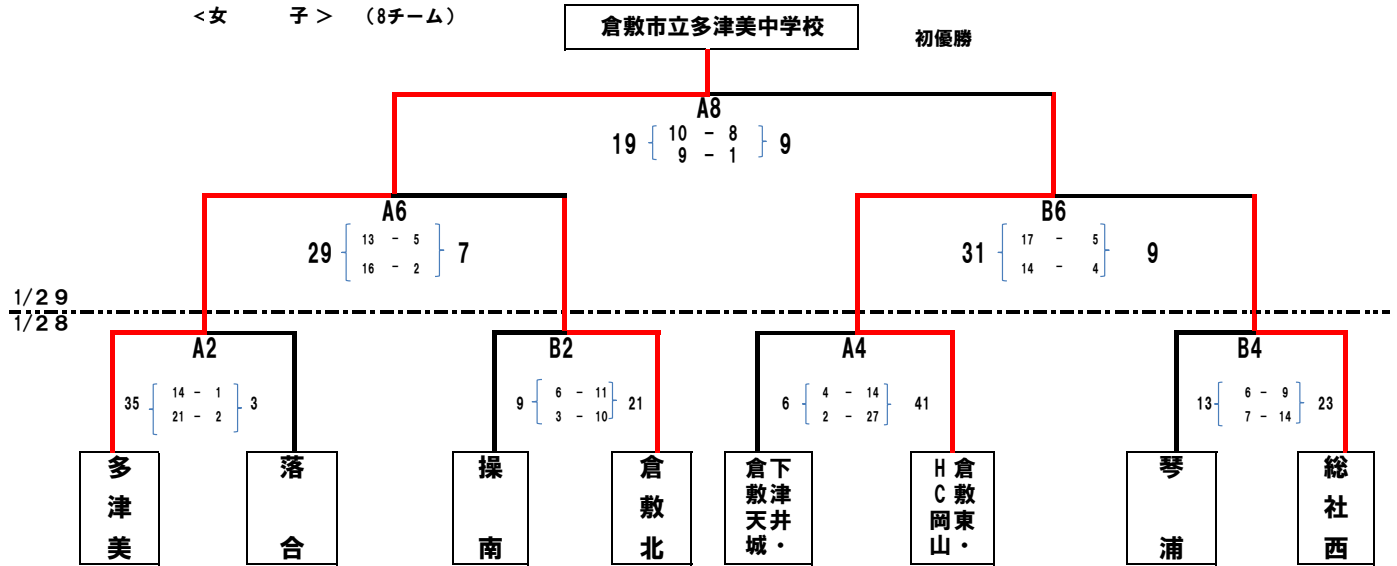 <女　　子>　（8チーム）
倉敷市立多津美中学校
初優勝
A8
19　10 - 8　9
9 - 1
A6
29　13 - 5　7
16 - 2
B6
31　17 - 5　9
14 - 4
1/29
1/28
A2
35　14 - 1　3
21 - 2
B2
9　6 - 11　21
3 - 10
A4
6　4 - 14　41
2 - 27
B4
13　6 - 9　23
7 - 14
多津美
落合
操南
倉敷北
下津井・
倉敷天城
倉敷東・
HC岡山
琴浦
総社西